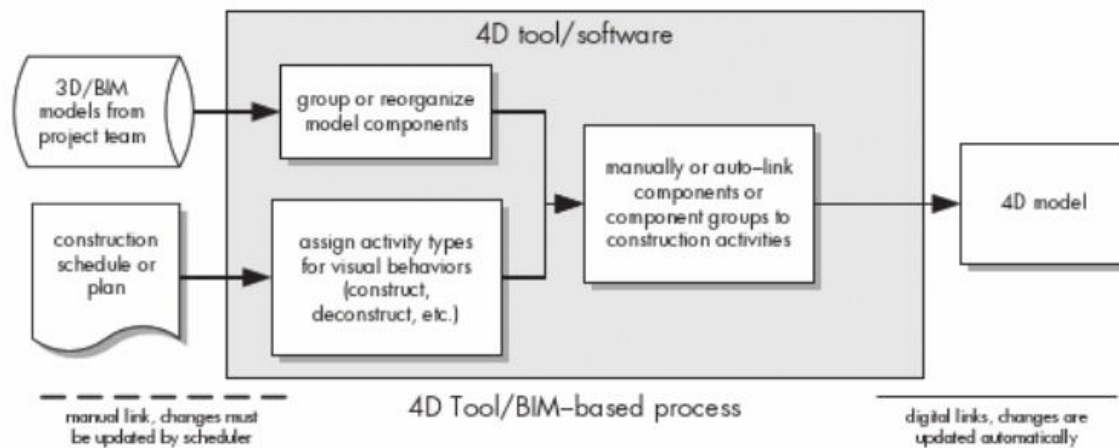 4D tool/software
3D/BIM
models from
project team
group or reorganize
model components
construction
schedule or
plan
assign activity types
for visual behaviors
(construct,
deconstruct, etc.)
manually or auto–link
components or
component groups to
construction activities
4D model
manual link, changes must
be updated by scheduler
4D Tool/BIM–based process
digital links, changes are
updated automatically